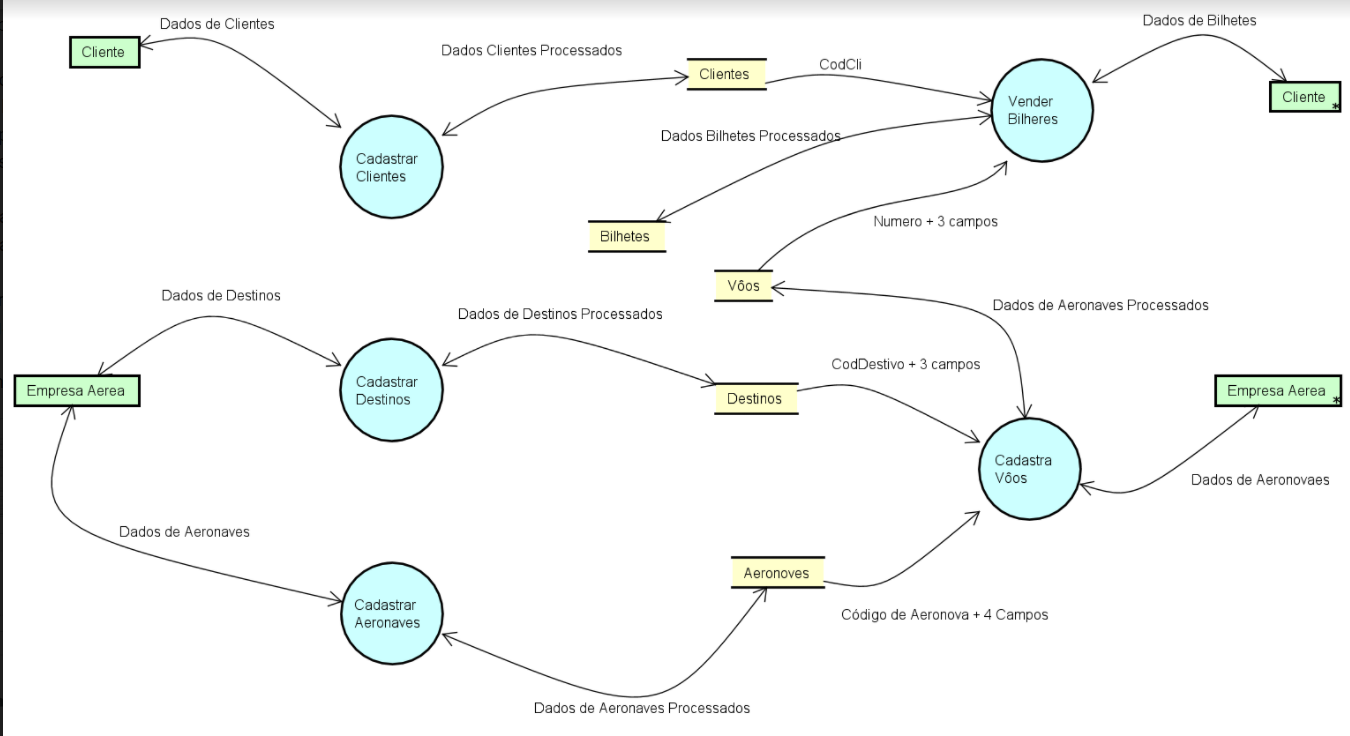 Dados de Clientes
Dados de Bilhetes
Cliente
Dados Clientes Processados
Clientes
CodCli
Vender
Bilheres
Cliente
*
Dados Bilhetes Processados
Cadastrar
Clientes
Bilhetes
Numero + 3 campos
Vôos
Dados de Destinos
Dados de Destinos Processados
Dados de Aeronaves Processados
Empresa Aerea
Cadastrar
Destinos
Destinos
CodDestivo + 3 campos
Empresa Aerea
*
Cadastra
Vôos
Dados de Aeronovaes
Dados de Aeronaves
Aeronoves
Cadastrar
Aeronaves
Código de Aeronova + 4 Campos
Dados de Aeronaves Processados